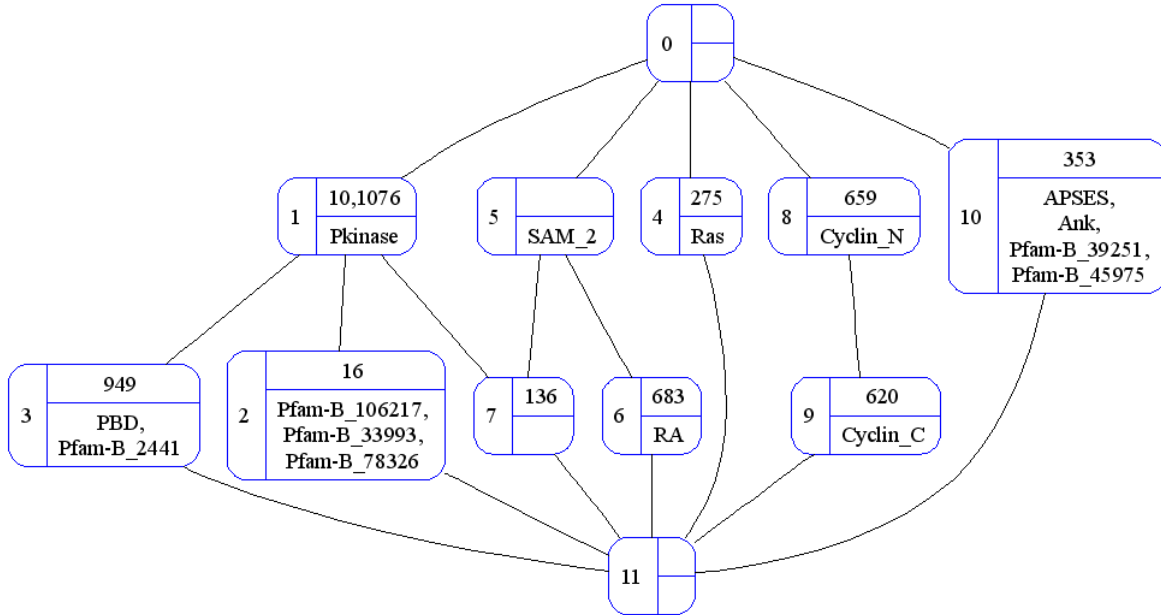 0
1
10,1076
Pkinase
5
SAM_2
4
275
Ras
8
659
Cyclin_N
10
353
APSES,
Ank,
Pfam-B_39251,
Pfam-B_45975
3
949
PBD,
Pfam-B_2441
2
16
Pfam-B_106217,
Pfam-B_33993,
Pfam-B_78326
7
136
6
683
RA
9
620
Cyclin_C
11